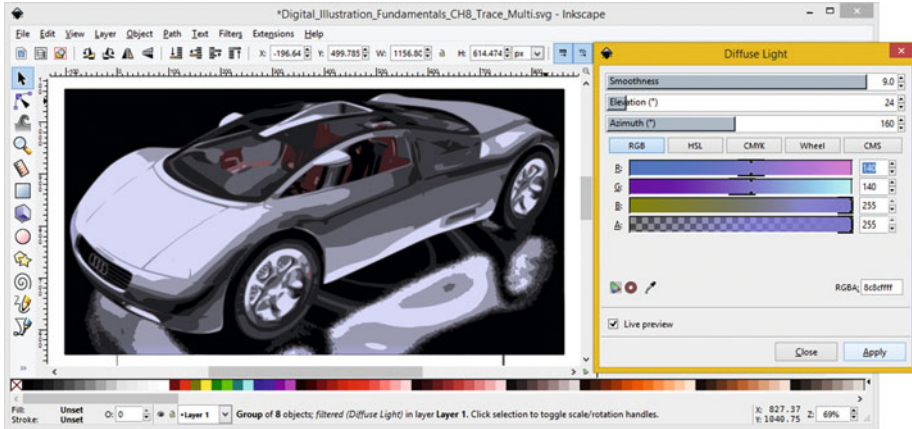 *Digital_Illustration_Fundamentals_CH8_Trace_Multi.svg - Inkscape
File Edit View Layer Object Path Text Filters Extensions Help
X: -196.64 Y: 499.785 W: 1156.80 H: 614.474 px
Diffuse Light
Smoothness 9.0
Elevation (°) 24
Azimuth (°) 160
RGB HSL CMYK Wheel CMS
R: 140
G: 140
B: 255
A: 255
RGBA: 8c8cffff
Live preview
Close Apply
Fill: Unset
Stroke: Unset
O: 0
•Layer 1
Group of 8 objects; filtered (Diffuse Light) in layer Layer 1. Click selection to toggle scale/rotation handles.
X: 827.37
Y: 1040.75
Z: 69%